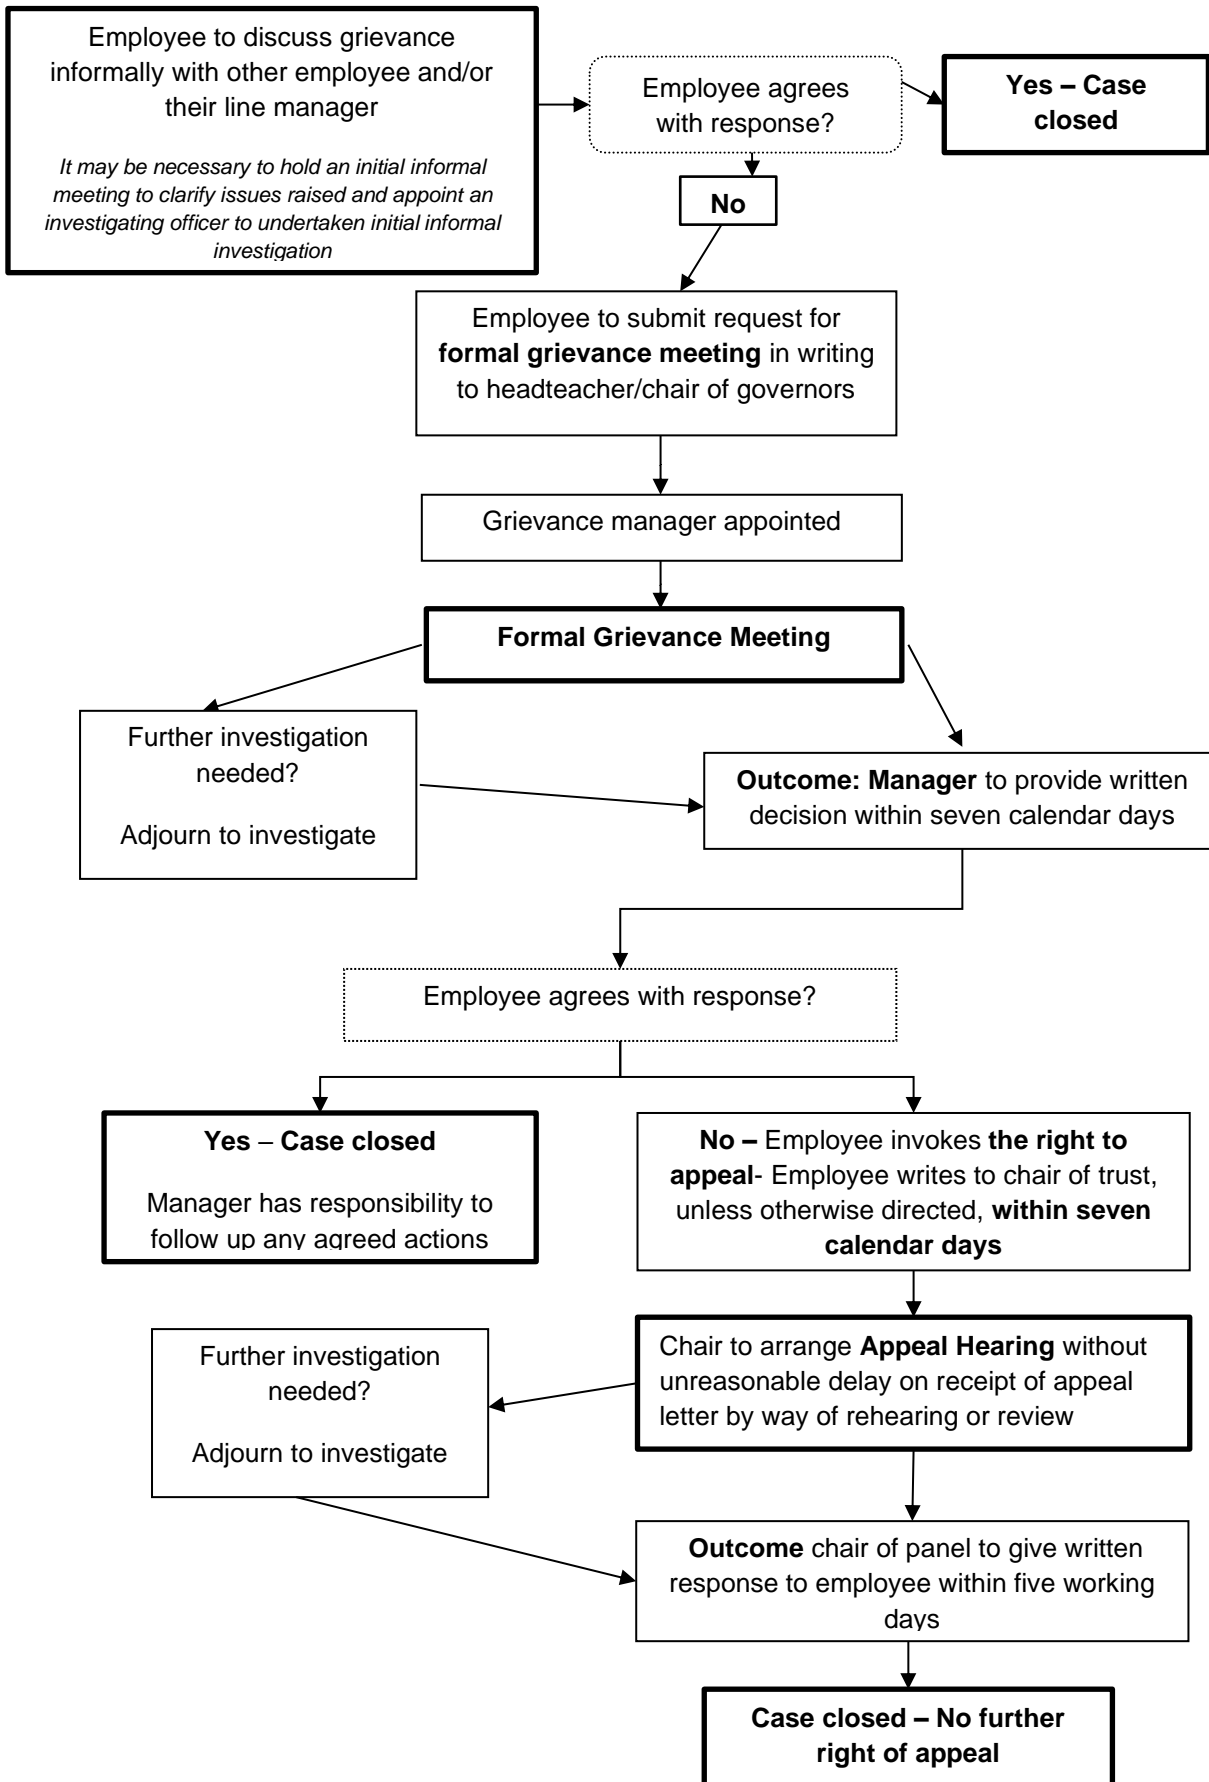 Employee to discuss grievance
informally with other employee and/or
their line manager
It may be necessary to hold an initial informal
meeting to clarify issues raised and appoint an
investigating officer to undertaken initial informal
investigation
Employee agrees
with response?
Yes – Case
closed
No
Employee to submit request for
formal grievance meeting in writing
to headteacher/chair of governors
Grievance manager appointed
Formal Grievance Meeting
Further investigation
needed?
Adjourn to investigate
Outcome: Manager to provide written
decision within seven calendar days
Employee agrees with response?
Yes – Case closed
Manager has responsibility to
follow up any agreed actions
No – Employee invokes the right to
appeal- Employee writes to chair of trust,
unless otherwise directed, within seven
calendar days
Chair to arrange Appeal Hearing without
unreasonable delay on receipt of appeal
letter by way of rehearing or review
Further investigation
needed?
Adjourn to investigate
Outcome chair of panel to give written
response to employee within five working
days
Case closed – No further
right of appeal